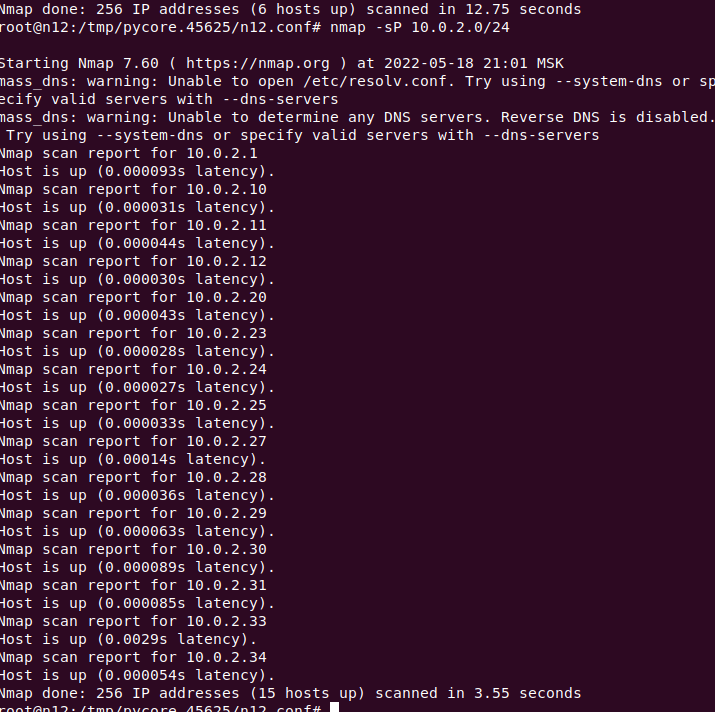 Nmap done: 256 IP addresses (6 hosts up) scanned in 12.75 seconds
root@n12:/tmp/pycore.45625/n12.conf# nmap -sP 10.0.2.0/24
Starting Nmap 7.60 ( https://nmap.org ) at 2022-05-18 21:01 MSK
mass_dns: warning: Unable to open /etc/resolv.conf. Try using --system-dns or sp
ecify valid servers with --dns-servers
mass_dns: warning: Unable to determine any DNS servers. Reverse DNS is disabled.
 Try using --system-dns or specify valid servers with --dns-servers
Nmap scan report for 10.0.2.1
Host is up (0.000093s latency).
Nmap scan report for 10.0.2.10
Host is up (0.000031s latency).
Nmap scan report for 10.0.2.11
Host is up (0.000044s latency).
Nmap scan report for 10.0.2.12
Host is up (0.000030s latency).
Nmap scan report for 10.0.2.20
Host is up (0.000043s latency).
Nmap scan report for 10.0.2.23
Host is up (0.000028s latency).
Nmap scan report for 10.0.2.24
Host is up (0.000027s latency).
Nmap scan report for 10.0.2.25
Host is up (0.000033s latency).
Nmap scan report for 10.0.2.27
Host is up (0.00014s latency).
Nmap scan report for 10.0.2.28
Host is up (0.000036s latency).
Nmap scan report for 10.0.2.29
Host is up (0.000063s latency).
Nmap scan report for 10.0.2.30
Host is up (0.000089s latency).
Nmap scan report for 10.0.2.31
Host is up (0.000085s latency).
Nmap scan report for 10.0.2.33
Host is up (0.0029s latency).
Nmap scan report for 10.0.2.34
Host is up (0.000054s latency).
Nmap done: 256 IP addresses (15 hosts up) scanned in 3.55 seconds
root@n12:/tmp/pycore.45625/n12.conf#